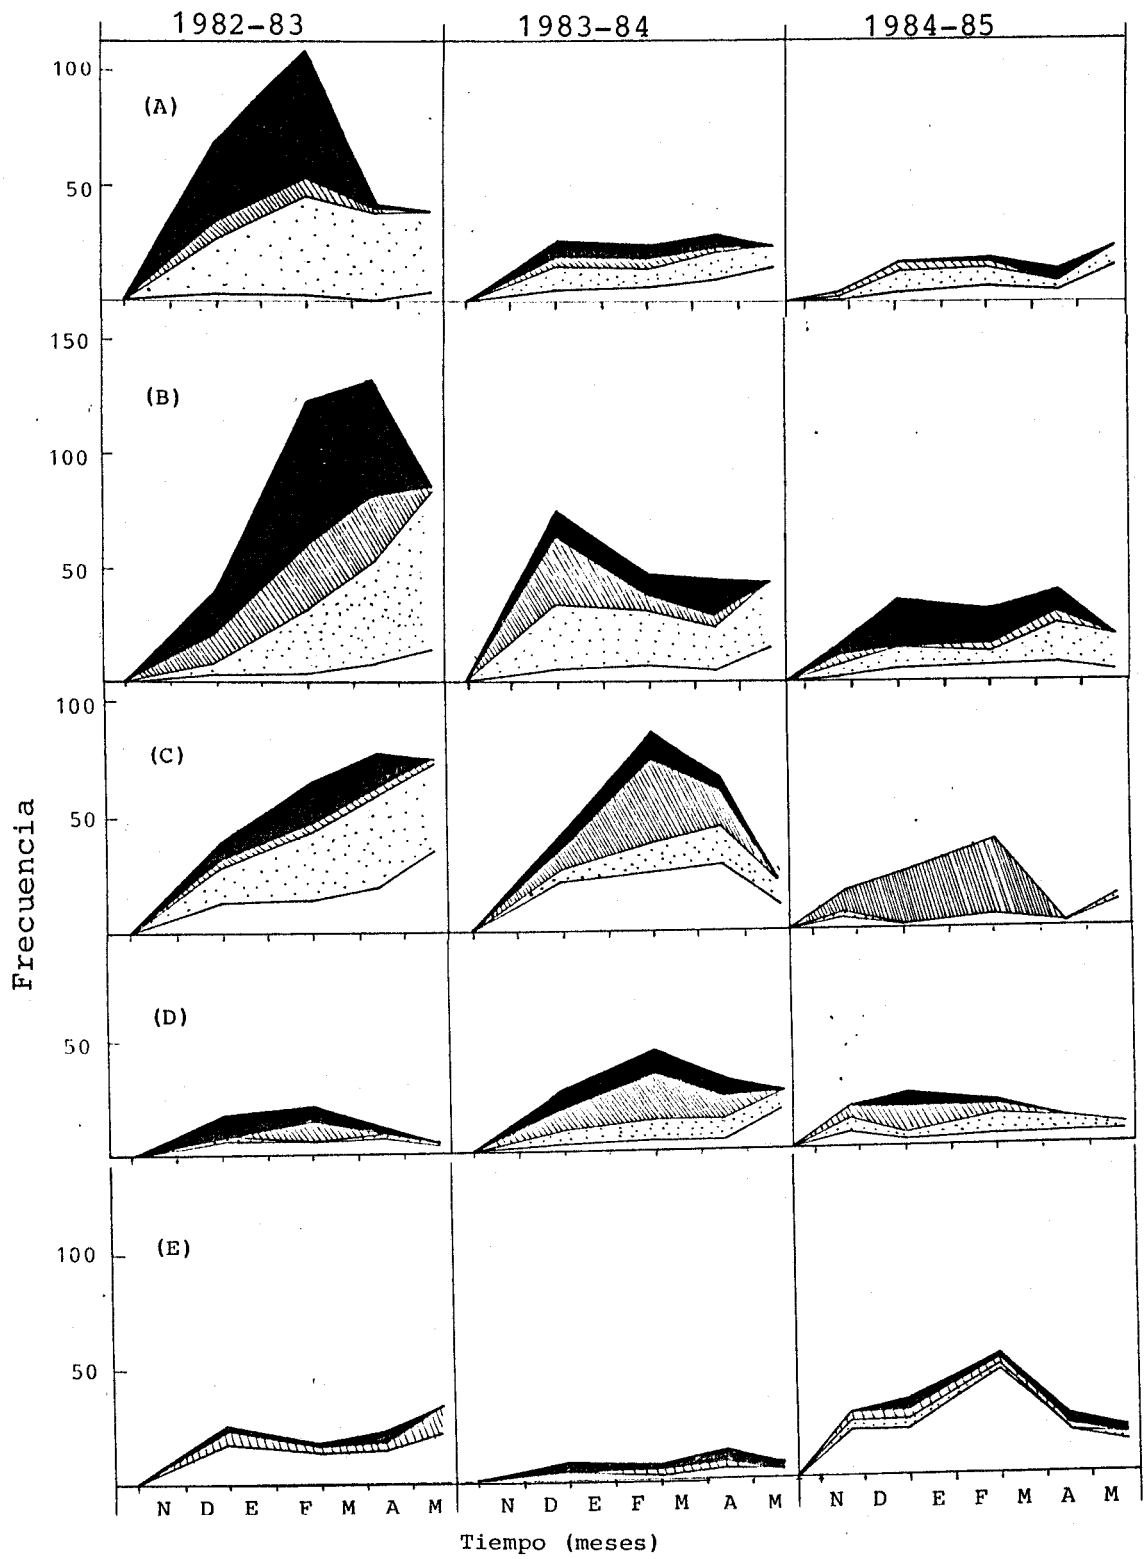 1982-83 1983-84 1984-85
100
(A)
50
150
(B)
100
50
100
(C)
50
Frecuencia
(D)
50
100
(E)
50
N D E F M A M N D E F M A M N D E F M A M
Tiempo (meses)